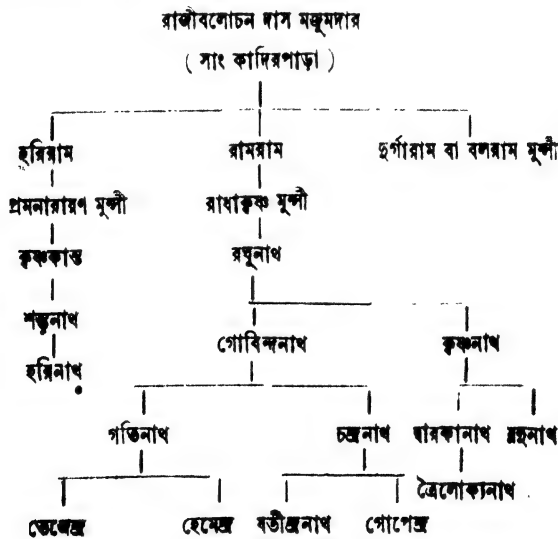 রাজীবলোচন দাস মজুমদার
( সাং কাদিরপাড়া )
হরিরাম রামরাম দুর্গারাম বা বলরাম মুন্সী
প্রমনারায়ণ মুন্সী রাধাকৃষ্ণ মুন্সী
কৃষ্ণকান্ত রঘুনাথ
শম্ভুনাথ গোবিন্দনাথ কৃষ্ণনাথ
হরিনাথ
গতিনাথ চন্দ্রনাথ দ্বারকানাথ
ত্রৈলোক্যনাথ
তেজেন্দ্র হেমেন্দ্র যতীন্দ্রনাথ গোপেন্দ্র